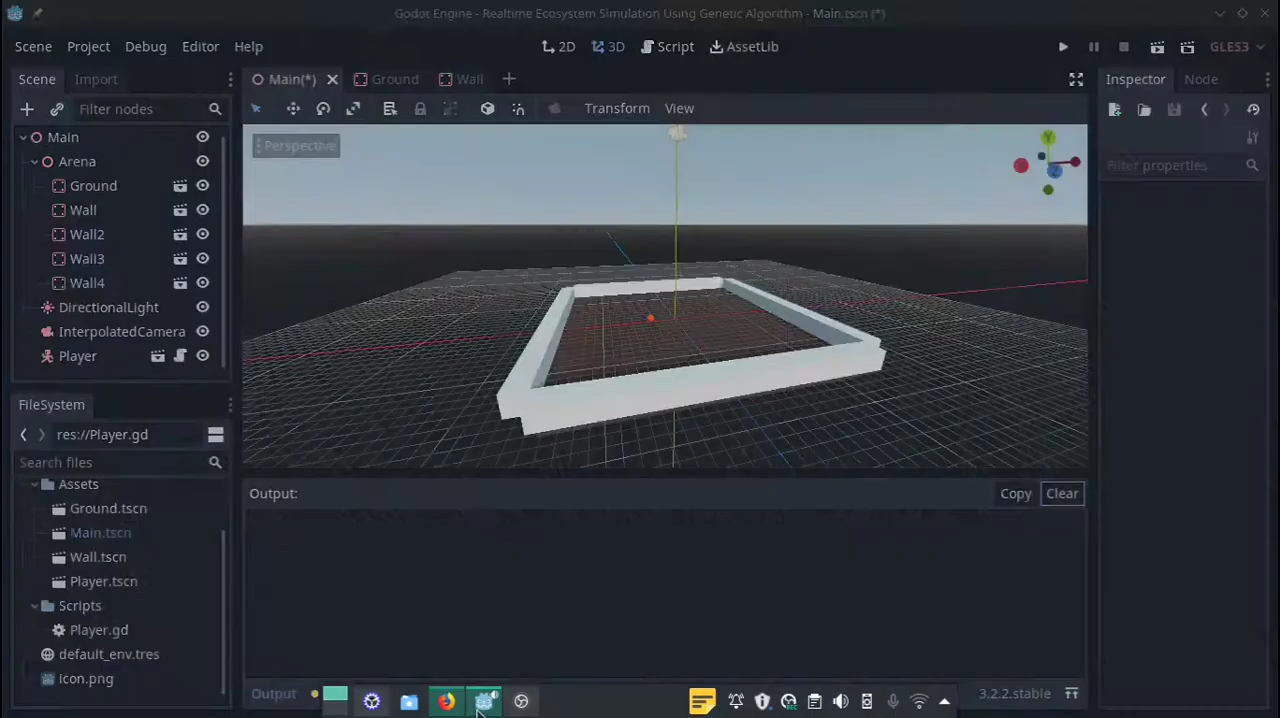 Godot Engine - Realtime Ecosystem Simulation Using Genetic Algorithm - Main.tscn (*)
Scene Project Debug Editor Help 2D 3D Script AssetLib GLES3
Scene Import Main(*) Ground Wall Inspector Node
Filter nodes Transform View
Main
Perspective
Y
Z
Arena
Filter properties
Ground
Wall
Wall2
Wall3
Wall4
DirectionalLight
InterpolatedCamera
Player
FileSystem
res://Player.gd
Search files
Assets
Ground.tscn
Main.tscn
Wall.tscn
Player.tscn
Scripts
Player.gd
default_env.tres
icon.png
Output: Copy Clear
Output 3.2.2.stable